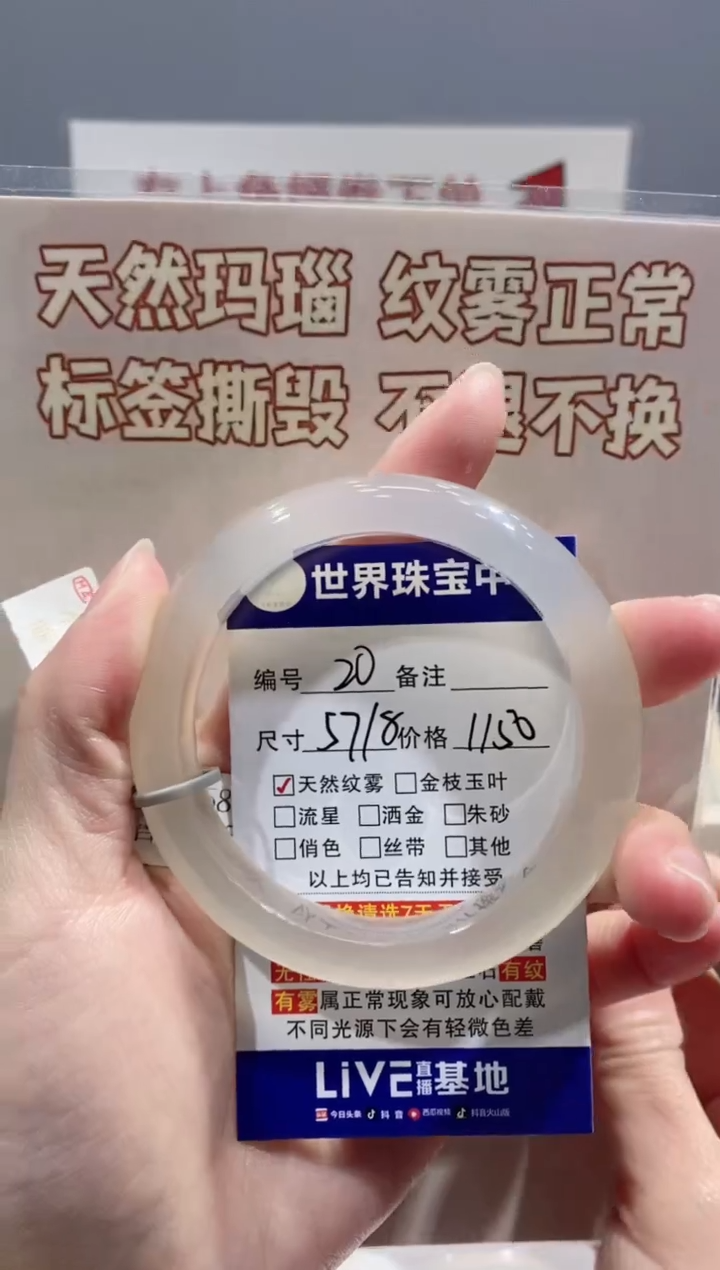 天然玛瑙 纹雾正常
标签撕毁 不退不换
世界珠宝中
编号 20 备注
尺寸 57/8 价格 1150
✓天然纹雾 □金枝玉叶
□流星 □洒金 □朱砂
□俏色 □丝带 □其他
以上均已告知并接受
换请选7天
有纹
有雾属正常现象可放心配戴
不同光源下会有轻微色差
LIVE直播基地
今日头条 抖音 西瓜视频 抖音火山版